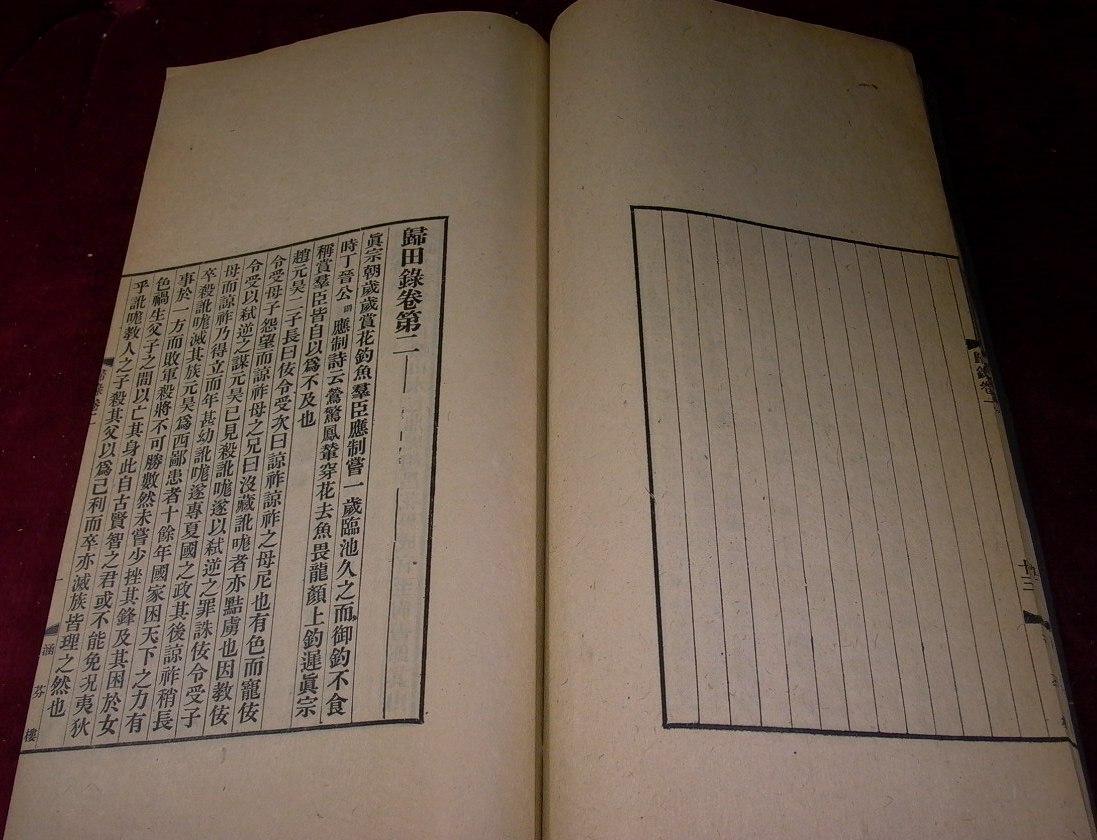 歸田錄卷第二
眞宗朝歲歲賞花釣魚羣臣應制嘗一歲臨池久之而御釣不食
時丁晉公謂應制詩云鶯驚鳳輦穿花去魚畏龍顏上釣遲眞宗
稱賞羣臣皆自以爲不及也
趙元昊二子長曰佞令受次曰諒祚諒祚之母尼也有色而寵佞
令受母子怨望而諒祚母之兄曰沒藏訛哤者亦黠虜也因教佞
令受以弑逆之謀元昊已見殺訛哤遂以弑逆之罪誅佞令受子
母而諒祚乃得立而年甚幼訛哤遂專夏國之政其後諒祚稍長
卒殺訛哤滅其族元昊爲西鄙患者十餘年國家困天下之力有
事於一方而敗軍殺將不可勝數然未嘗少挫其鋒及其困於女
色禍生父子之間以亡其身此自古賢智之君或不能免況夷狄
乎訛哤教人之子殺其父以爲己利而卒亦滅族皆理之然也
涵芬樓